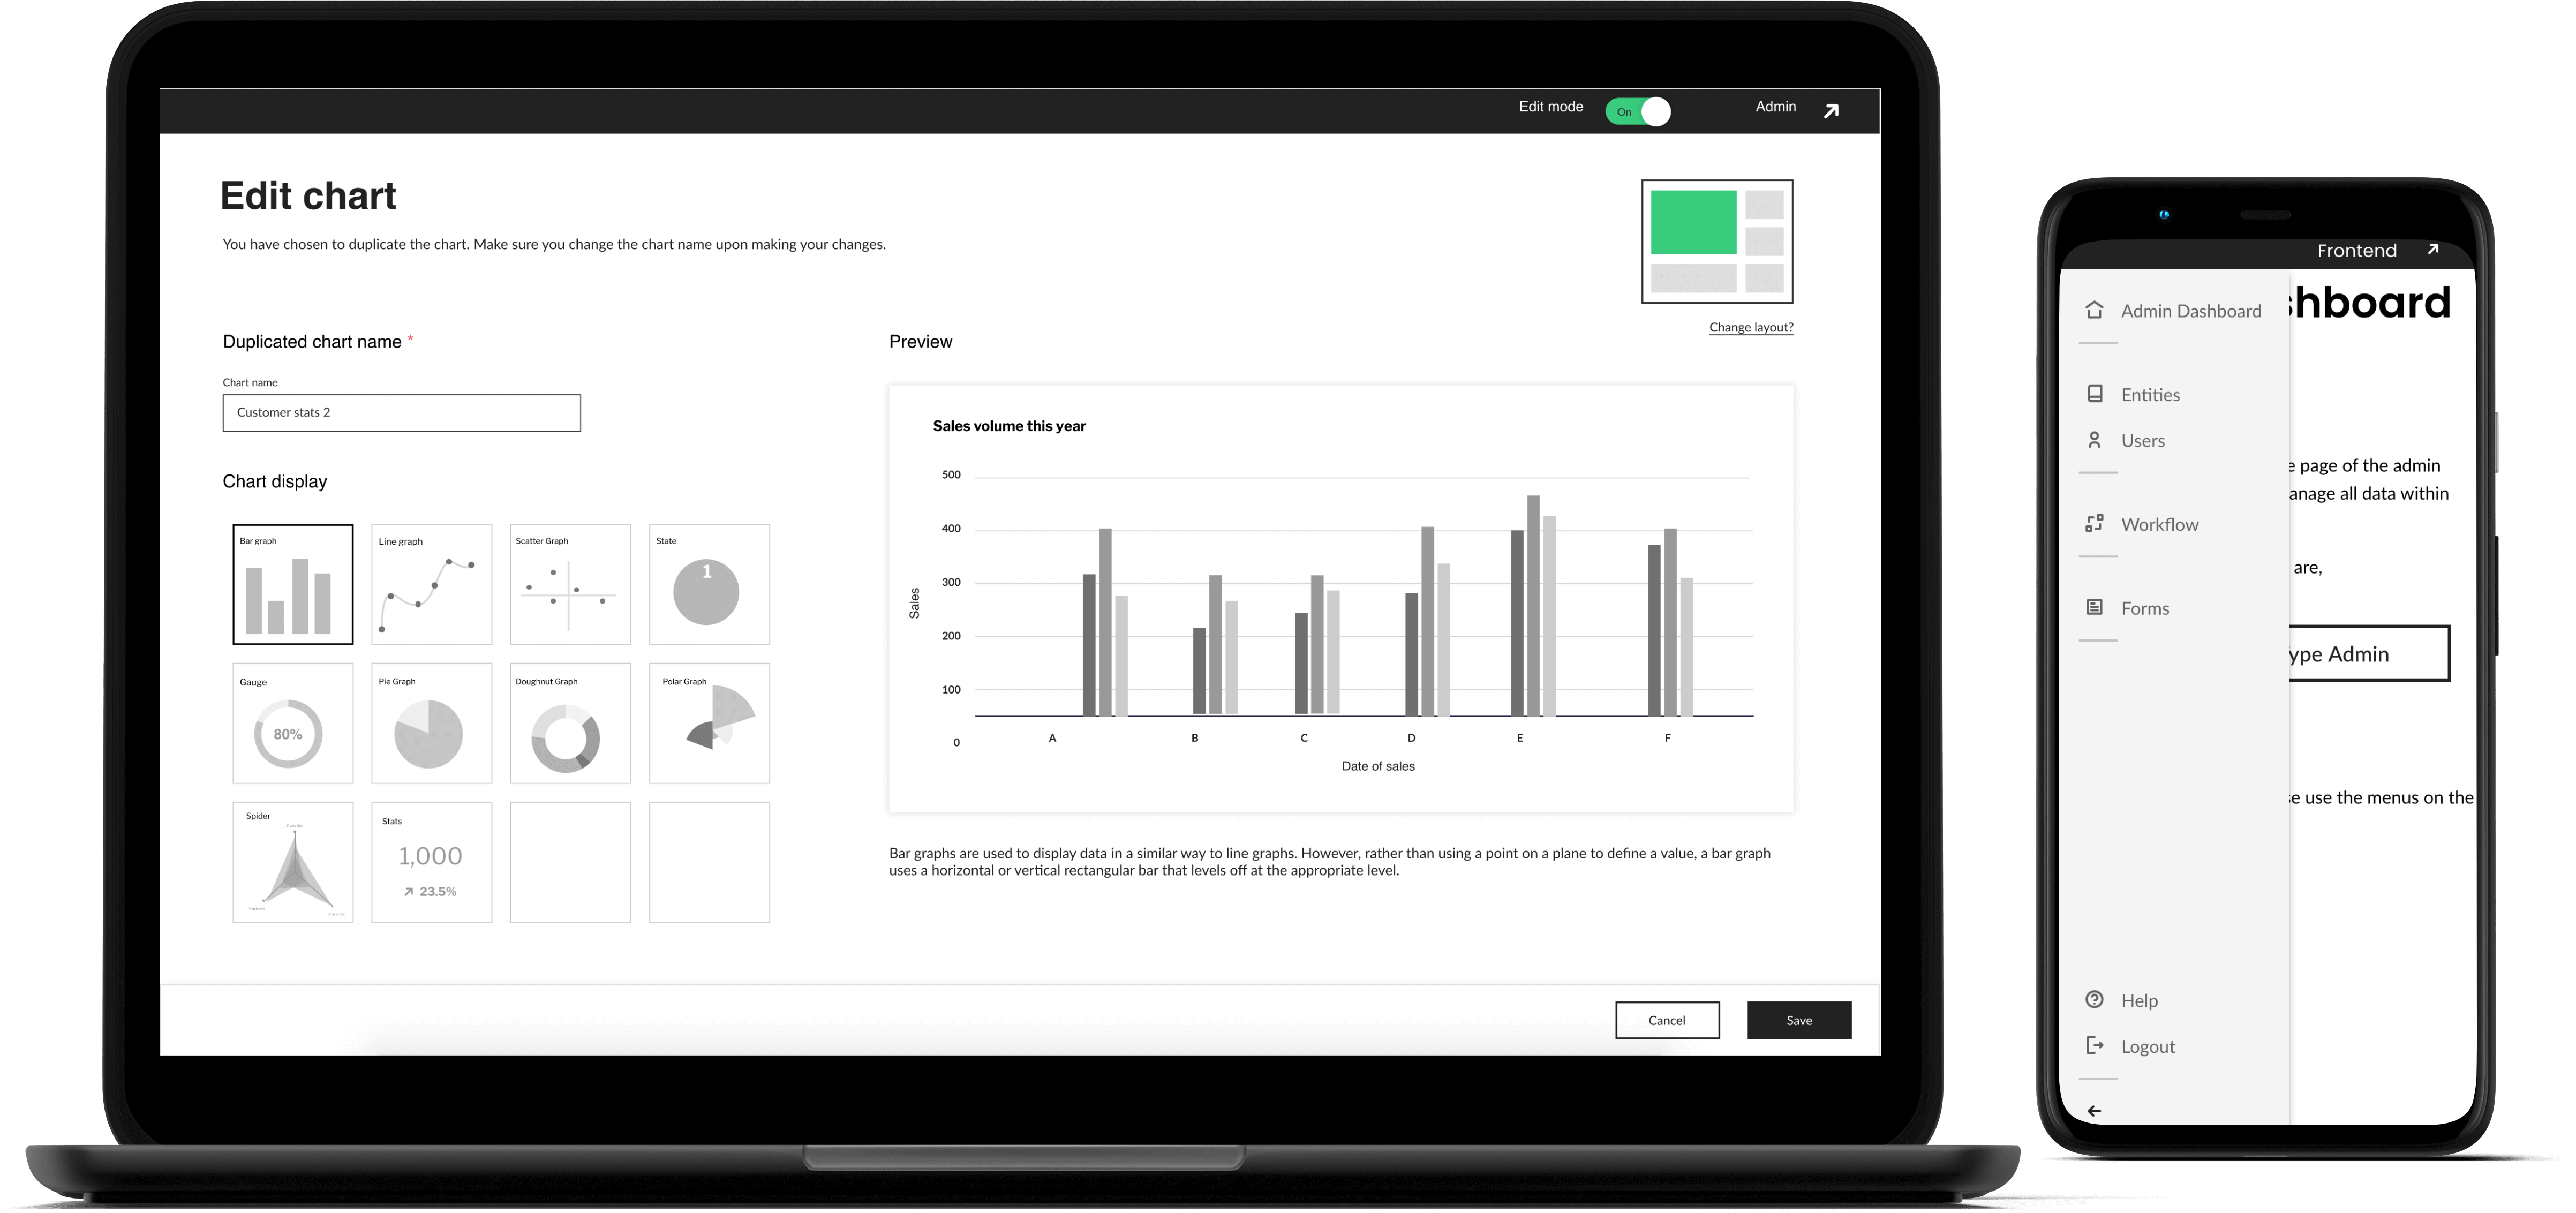 Edit mode
On
Admin
Edit chart
You have chosen to duplicate the chart. Make sure you change the chart name upon making your changes.
Change layout?
Duplicated chart name *
Chart name
Customer stats 2
Chart display
Bar graph
Line graph
Scatter Graph
State
1
Gauge
80%
Pie Graph
Doughnut Graph
Polar Graph
Spider
Stats
1,000
23.5%
Preview
Sales volume this year
500
400
300
200
100
0
Sales
A
B
C
D
E
F
Date of sales
Bar graphs are used to display data in a similar way to line graphs. However, rather than using a point on a plane to define a value, a bar graph
uses a horizontal or vertical rectangular bar that levels off at the appropriate level.
Cancel
Save
Frontend
Admin Dashboard
Entities
Users
Workflow
Forms
Help
Logout
shboard
e page of the admin
anage all data within
are,
ype Admin
se use the menus on the